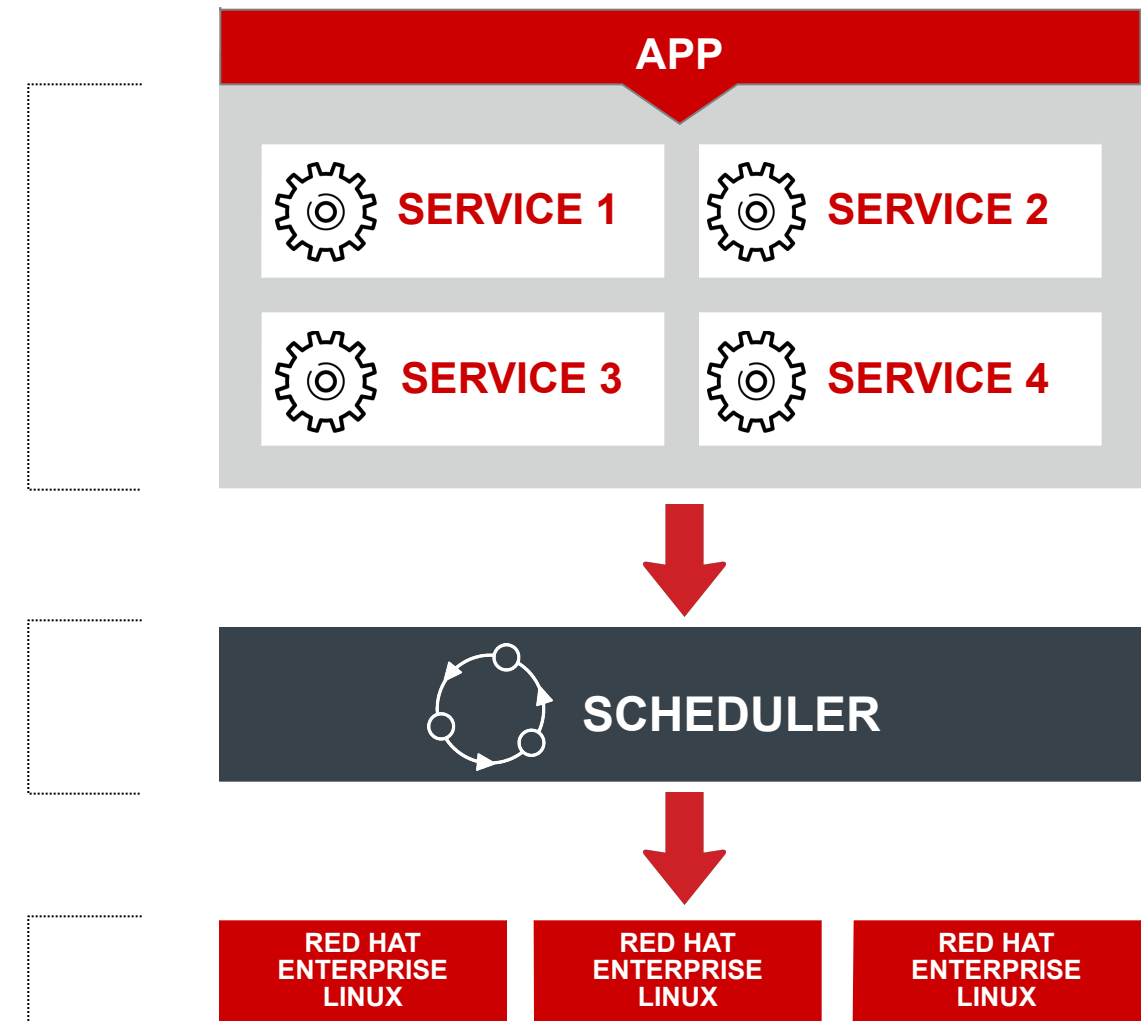 APP
SERVICE 1
SERVICE 2
SERVICE 3
SERVICE 4
SCHEDULER
RED HAT
ENTERPRISE
LINUX
RED HAT
ENTERPRISE
LINUX
RED HAT
ENTERPRISE
LINUX